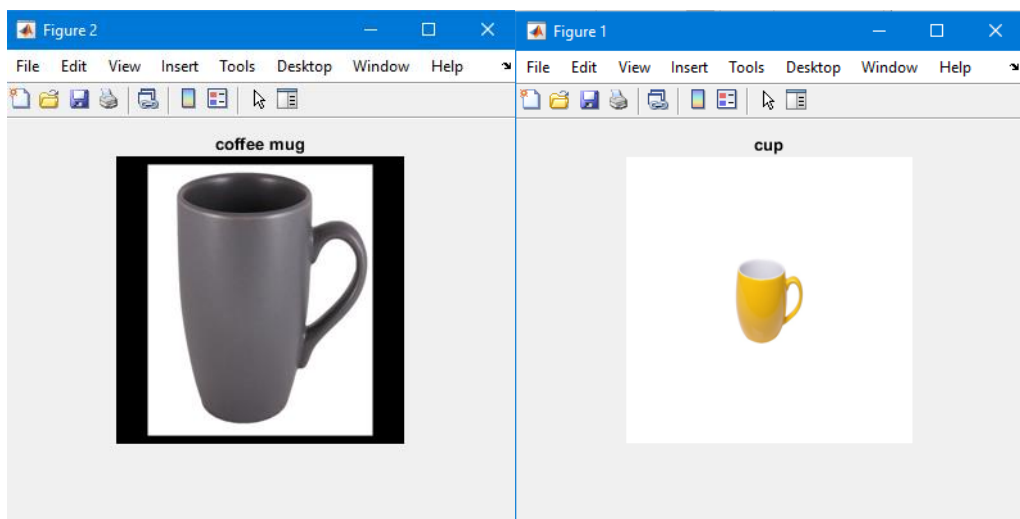 Figure 2
File Edit View Insert Tools Desktop Window Help
coffee mug
Figure 1
File Edit View Insert Tools Desktop Window Help
cup